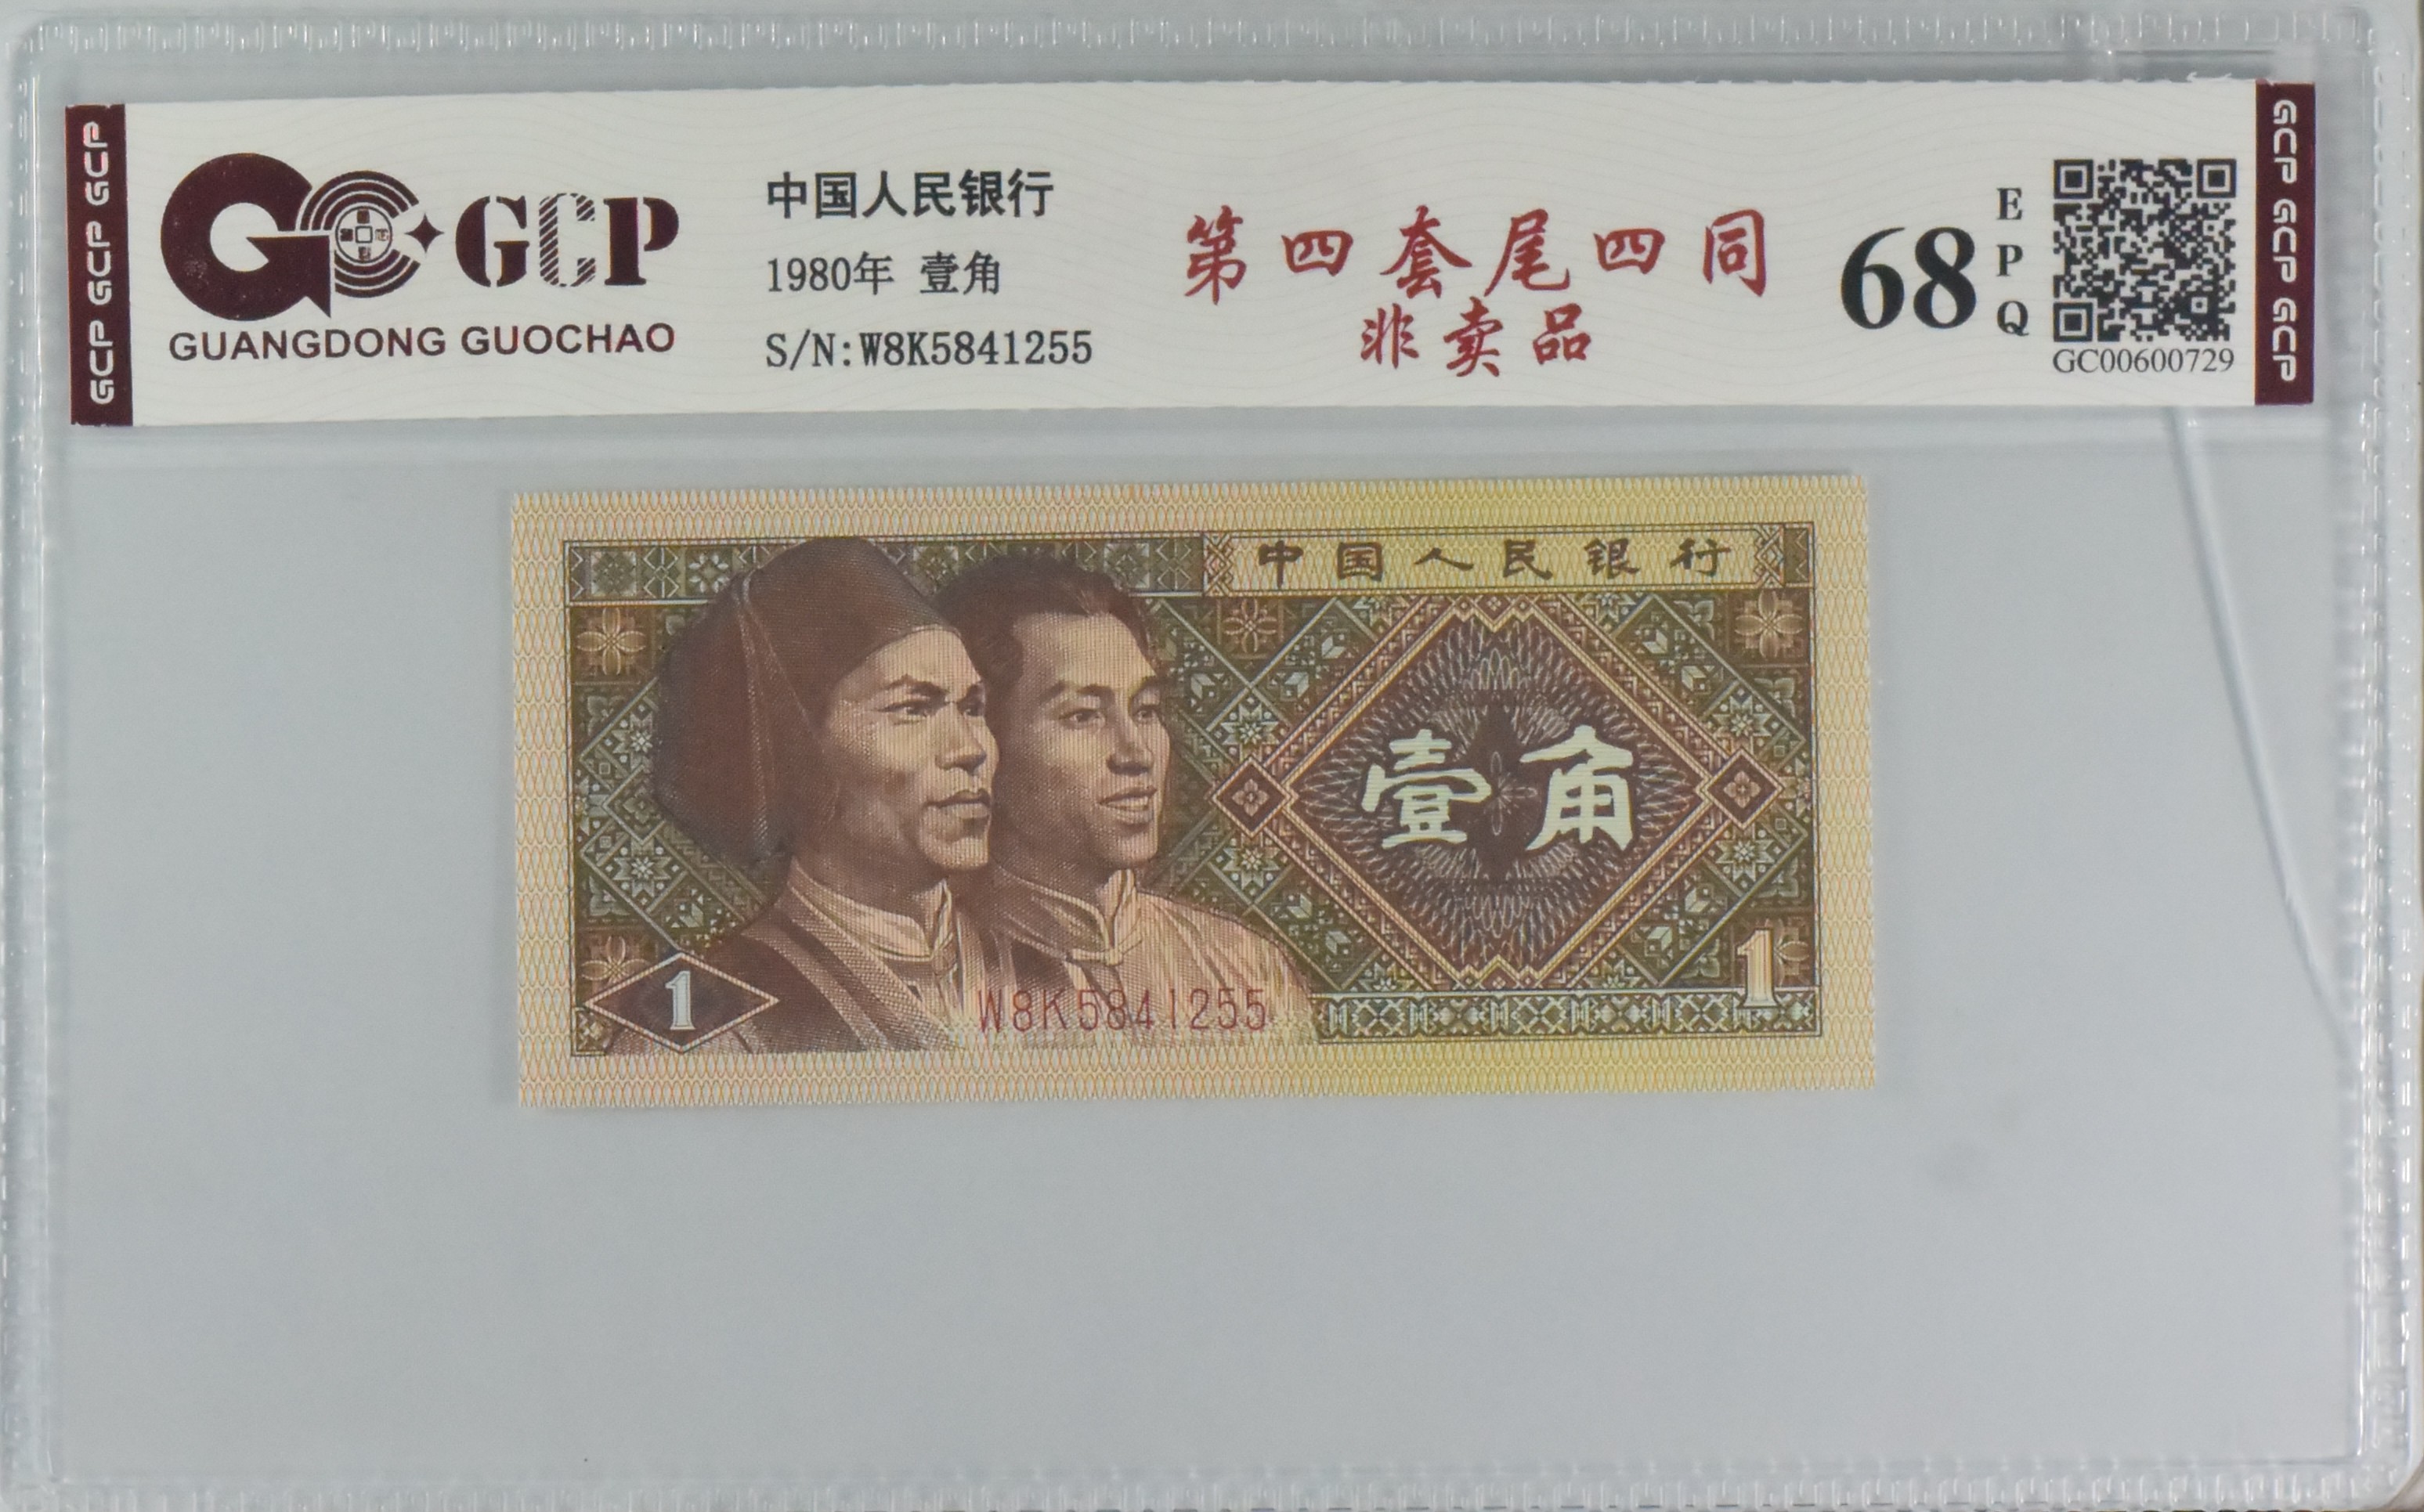 GCP GCP GCP
GCP
GUANGDONG GUOCHAO
中国人民银行
1980年 壹角
S/N:W8K5841255
第四套尾四同
非卖品
68
EPQ
GC00600729
GCP GCP GCP
中国人民银行
壹角
1
W8K5841255
1